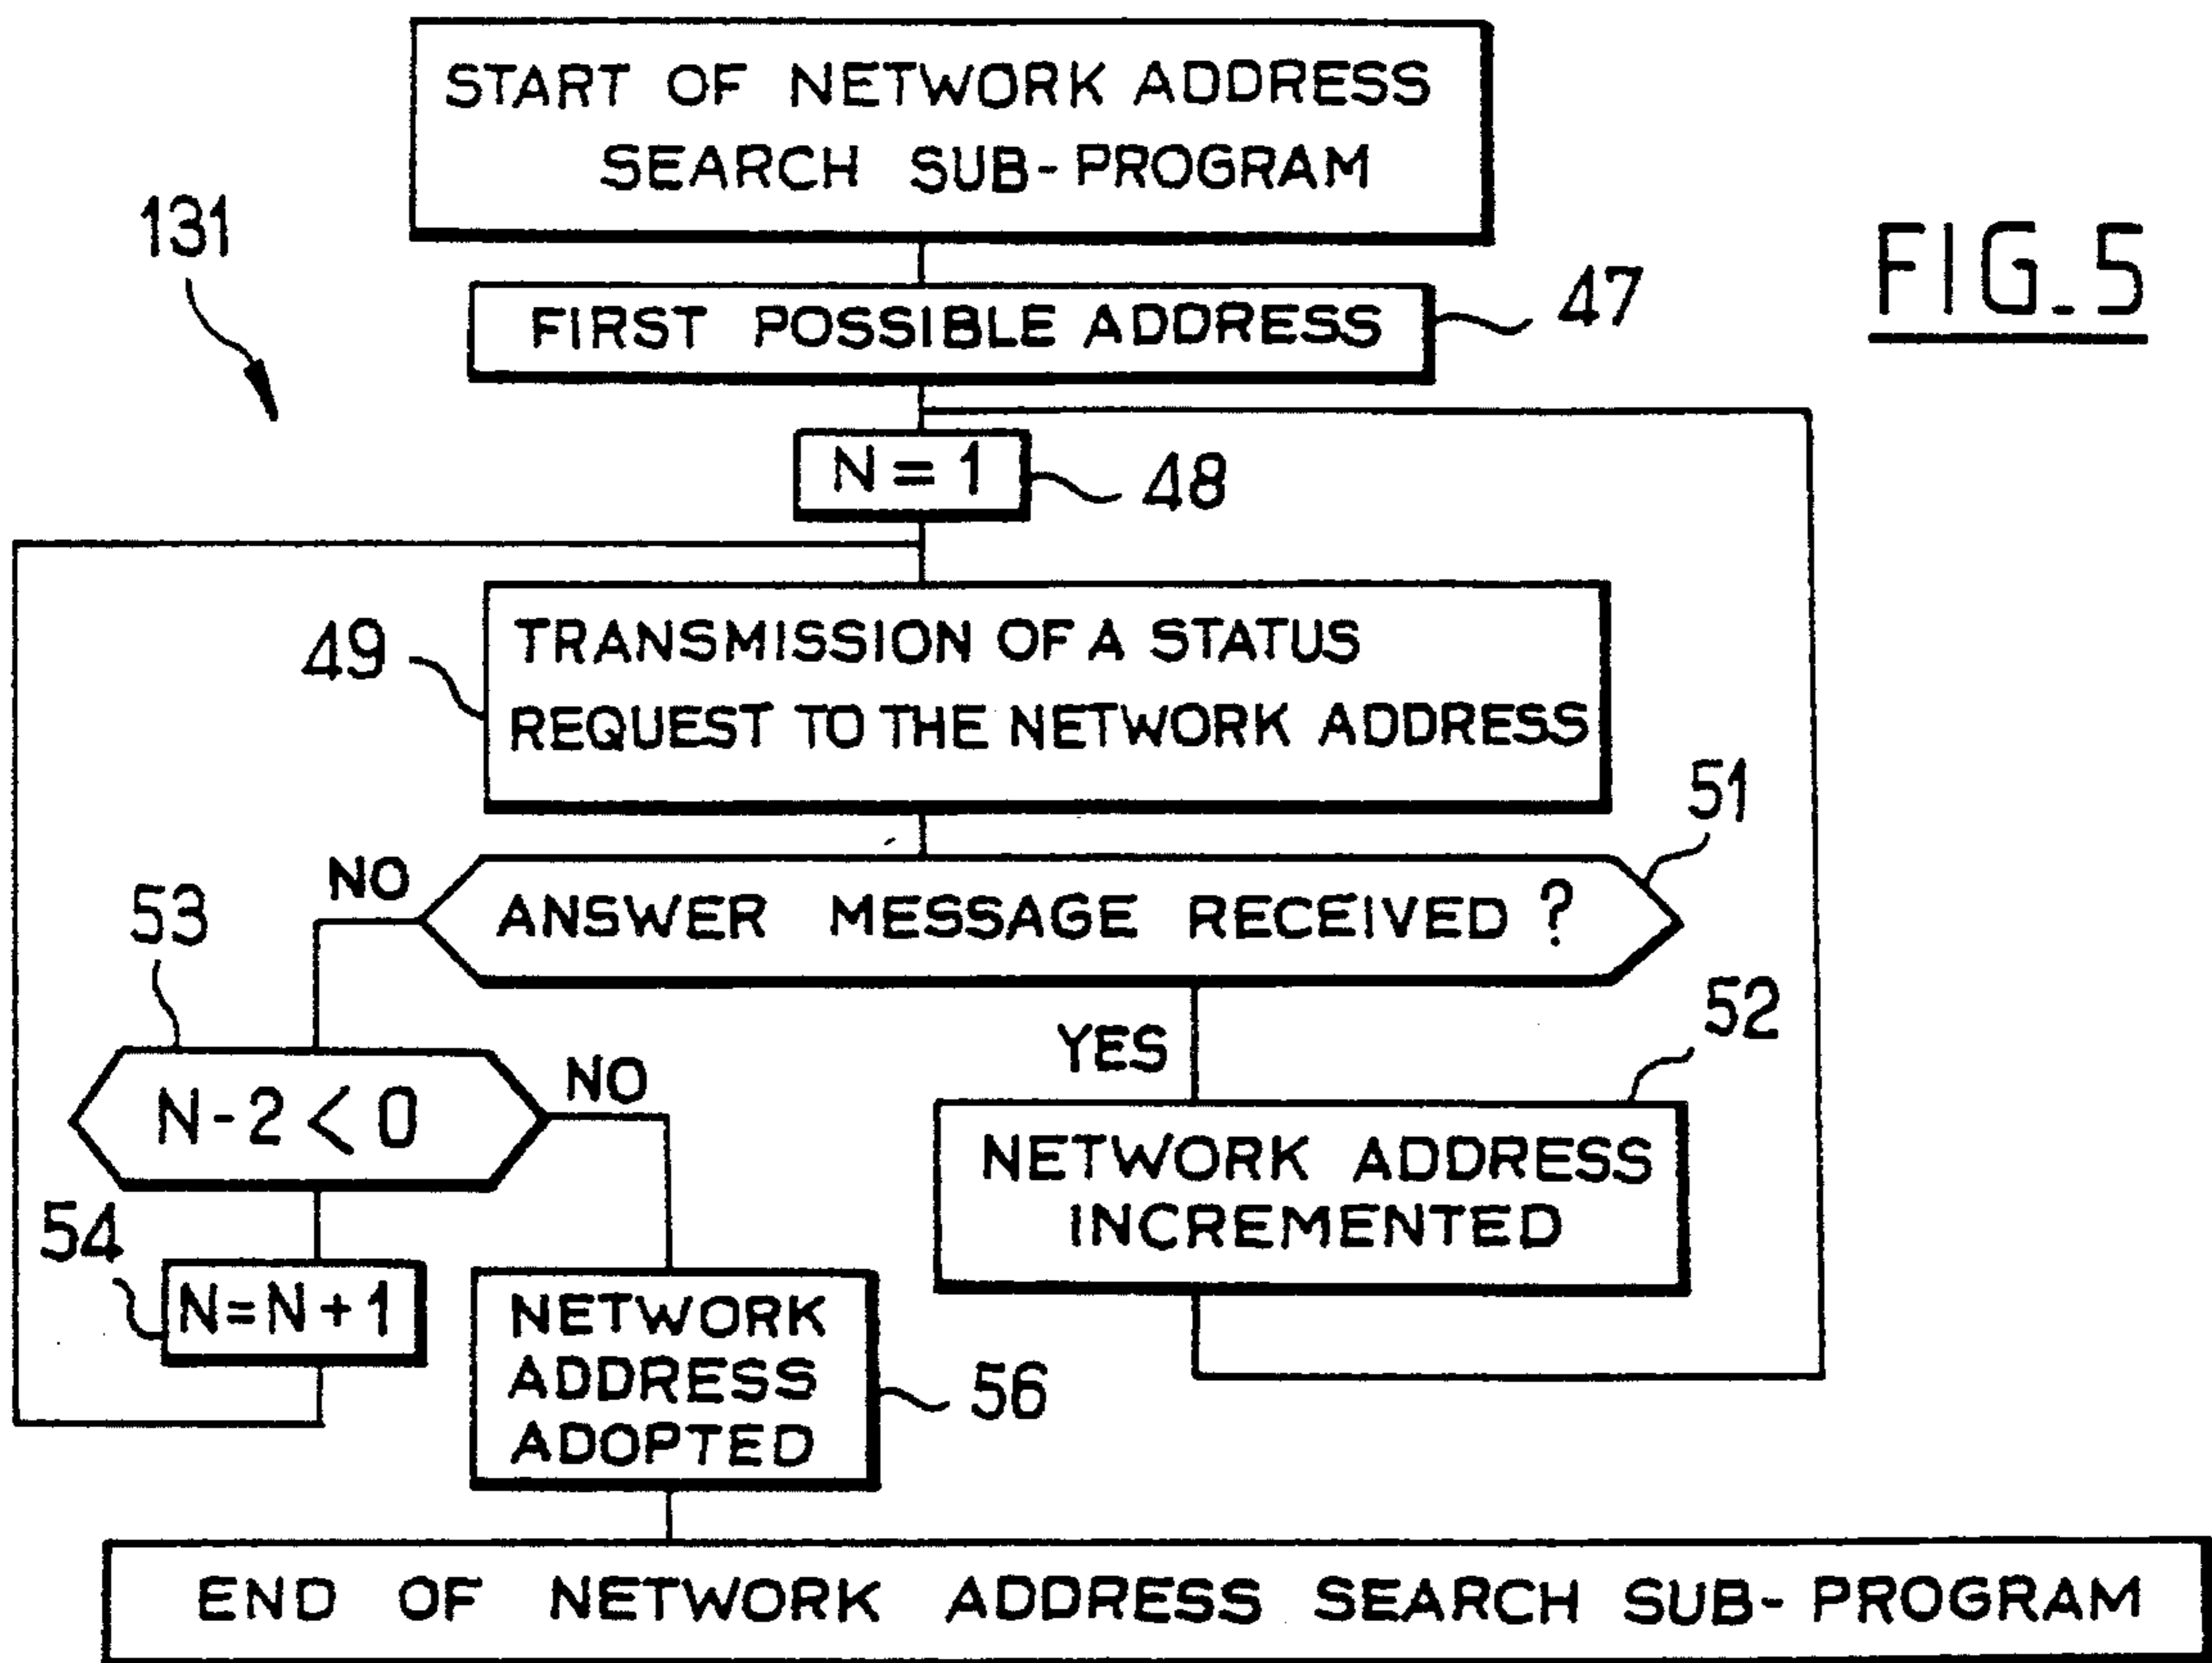 START OF NETWORK ADDRESS
SEARCH SUB-PROGRAM
131
FIG. 5
FIRST POSSIBLE ADDRESS
47
N = 1
48
49
TRANSMISSION OF A STATUS
REQUEST TO THE NETWORK ADDRESS
51
NO
ANSWER MESSAGE RECEIVED ?
53
52
YES
N - 2 < 0
NO
NETWORK ADDRESS
INCREMENTED
54
N = N + 1
NETWORK
ADDRESS
ADOPTED
56
END OF NETWORK ADDRESS SEARCH SUB-PROGRAM